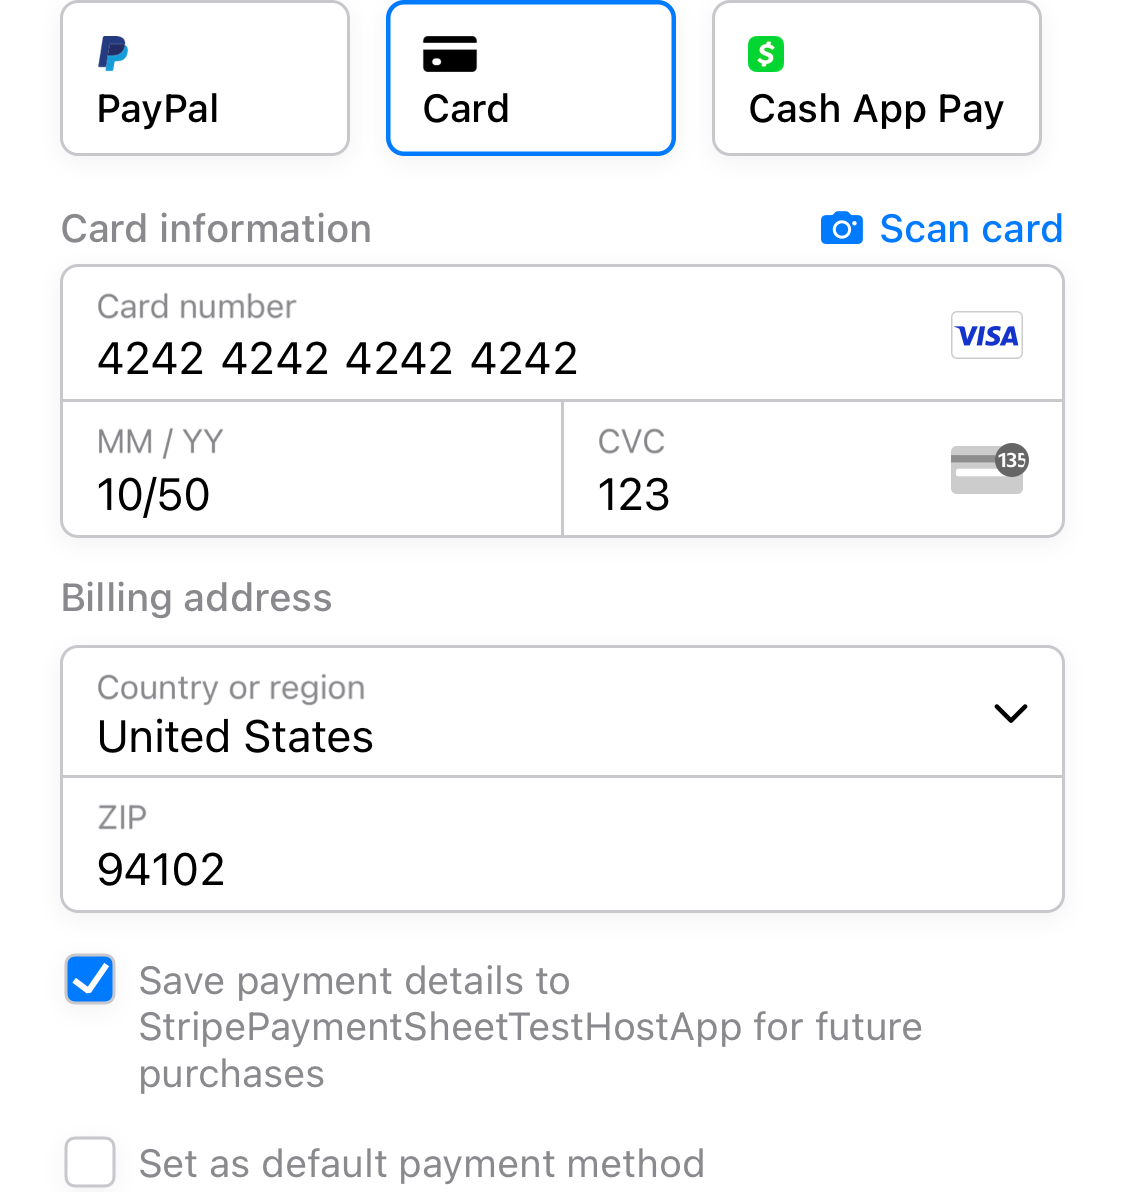 PayPal
Card
Cash App Pay
Card information
Scan card
Card number
4242 4242 4242 4242
VISA
MM / YY
10/50
CVC
123
135
Billing address
Country or region
United States
ZIP
94102
Save payment details to
StripePaymentSheetTestHostApp for future
purchases
Set as default payment method